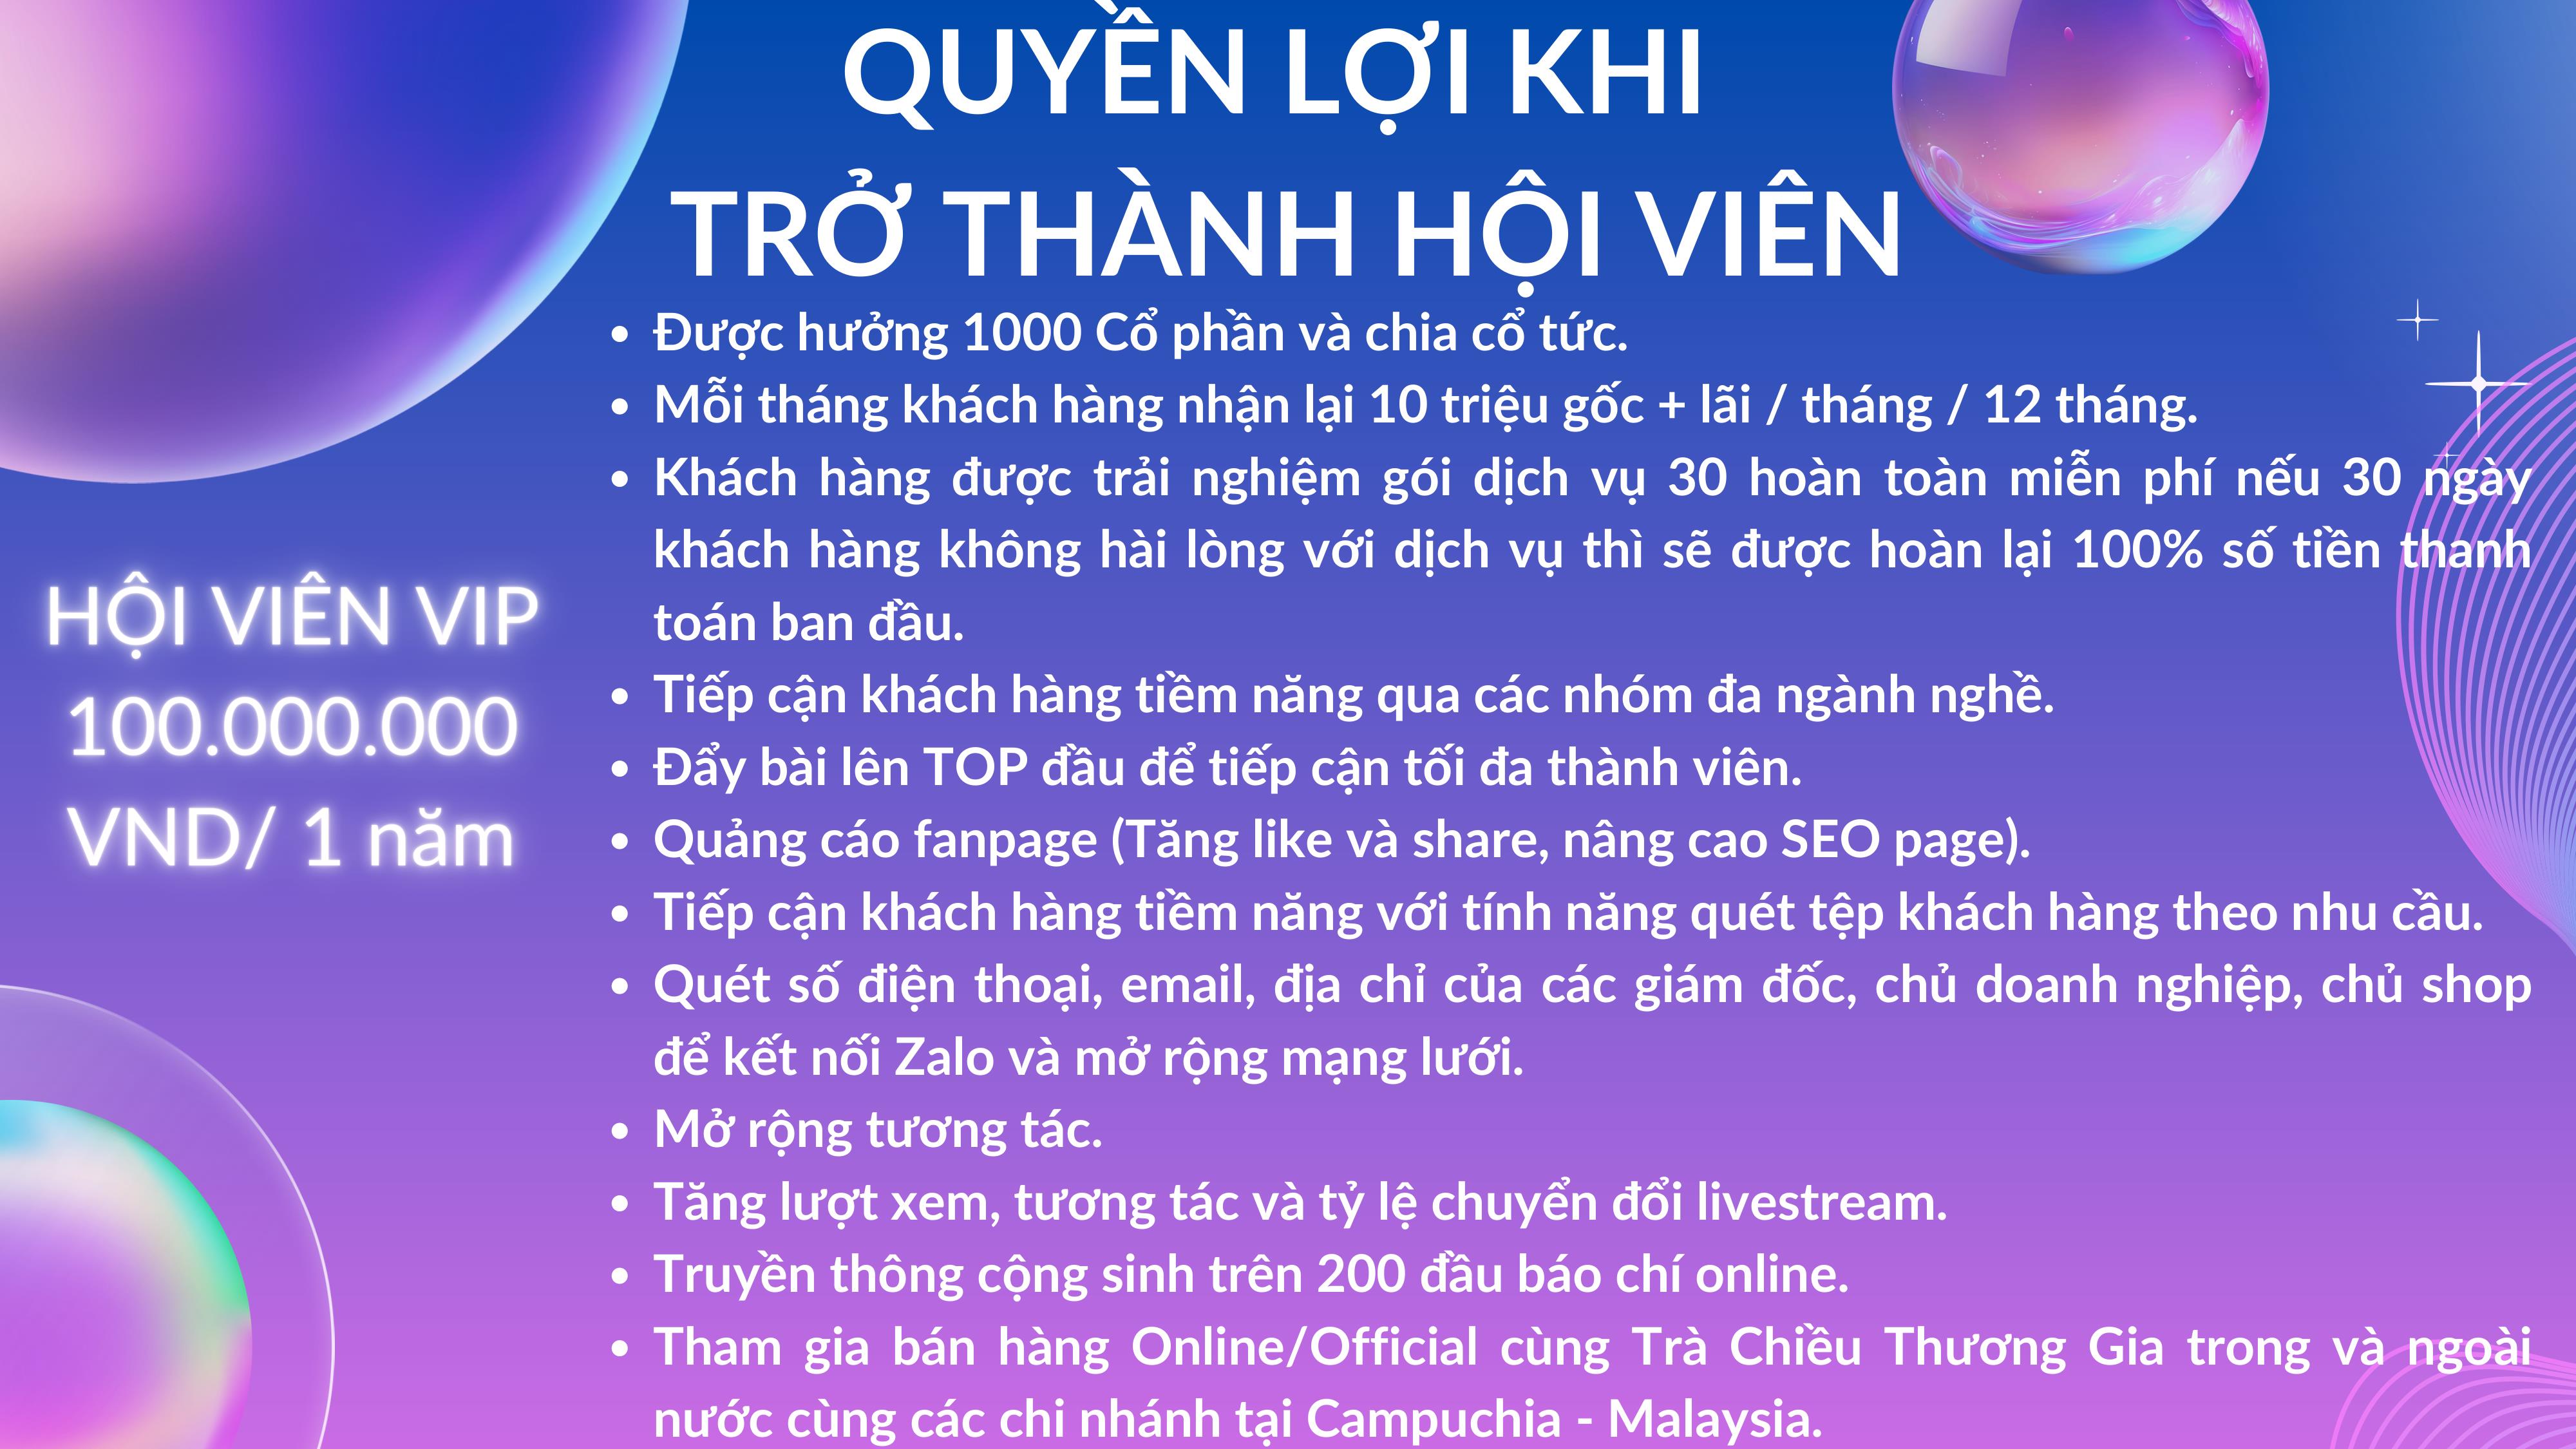 QUYỀN LỢI KHI
TRỞ THÀNH HỘI VIÊN
HỘI VIÊN VIP
100.000.000
VND/ 1 năm
• Được hưởng 1000 Cổ phần và chia cổ tức.
• Mỗi tháng khách hàng nhận lại 10 triệu gốc + lãi / tháng / 12 tháng.
• Khách hàng được trải nghiệm gói dịch vụ 30 hoàn toàn miễn phí nếu 30 ngày
khách hàng không hài lòng với dịch vụ thì sẽ được hoàn lại 100% số tiền thanh
toán ban đầu.
• Tiếp cận khách hàng tiềm năng qua các nhóm đa ngành nghề.
• Đẩy bài lên TOP đầu để tiếp cận tối đa thành viên.
• Quảng cáo fanpage (Tăng like và share, nâng cao SEO page).
• Tiếp cận khách hàng tiềm năng với tính năng quét tệp khách hàng theo nhu cầu.
• Quét số điện thoại, email, địa chỉ của các giám đốc, chủ doanh nghiệp, chủ shop
để kết nối Zalo và mở rộng mạng lưới.
• Mở rộng tương tác.
• Tăng lượt xem, tương tác và tỷ lệ chuyển đổi livestream.
• Truyền thông cộng sinh trên 200 đầu báo chí online.
• Tham gia bán hàng Online/Official cùng Trà Chiều Thương Gia trong và ngoài
nước cùng các chi nhánh tại Campuchia - Malaysia.